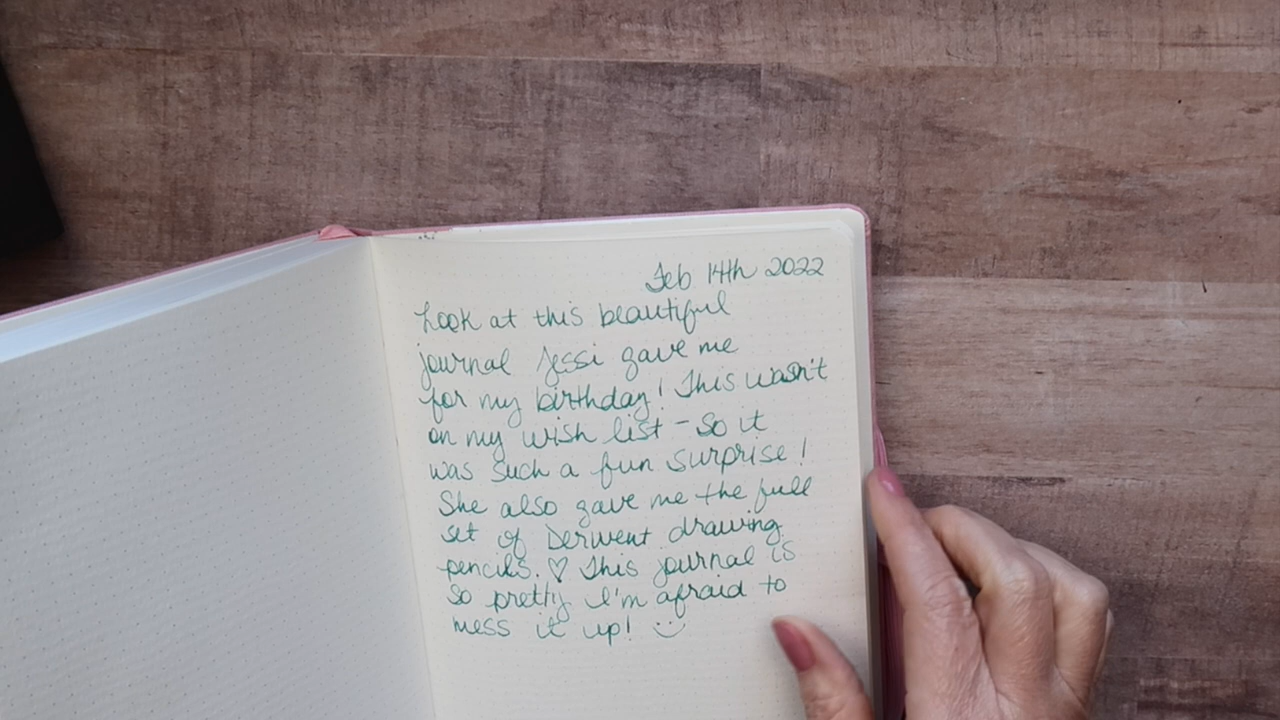 Feb 14th 2022
Look at this beautiful
journal Jessi gave me
for my birthday! This wasn't
on my wish list - so it
was such a fun surprise!
She also gave me the full
set of Derwent drawing
pencils. ♡ This journal is
so pretty I'm afraid to
mess it up! :)